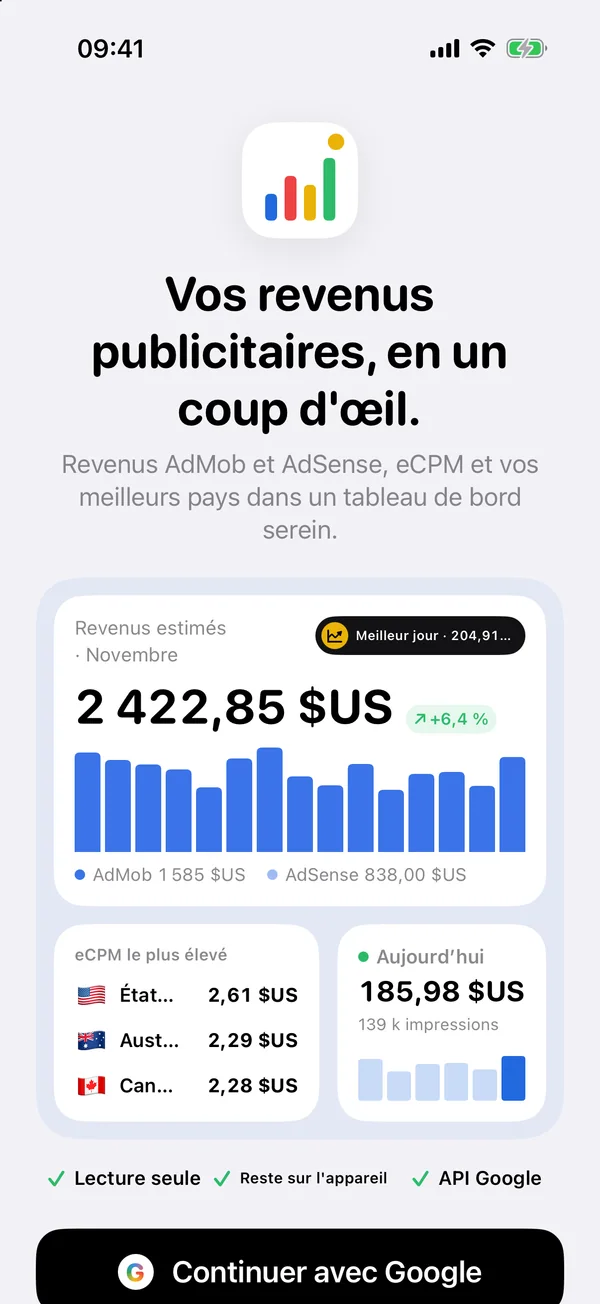 09:41
Vos revenus
publicitaires, en un
coup d'œil.
Revenus AdMob et AdSense, eCPM et vos
meilleurs pays dans un tableau de bord
serein.
Revenus estimés
· Novembre
Meilleur jour · 204,91...
2 422,85 $US
+6,4 %
AdMob 1 585 $US
AdSense 838,00 $US
eCPM le plus élevé
État... 2,61 $US
Aust... 2,29 $US
Can... 2,28 $US
Aujourd’hui
185,98 $US
139 k impressions
Lecture seule
Reste sur l'appareil
API Google
Continuer avec Google